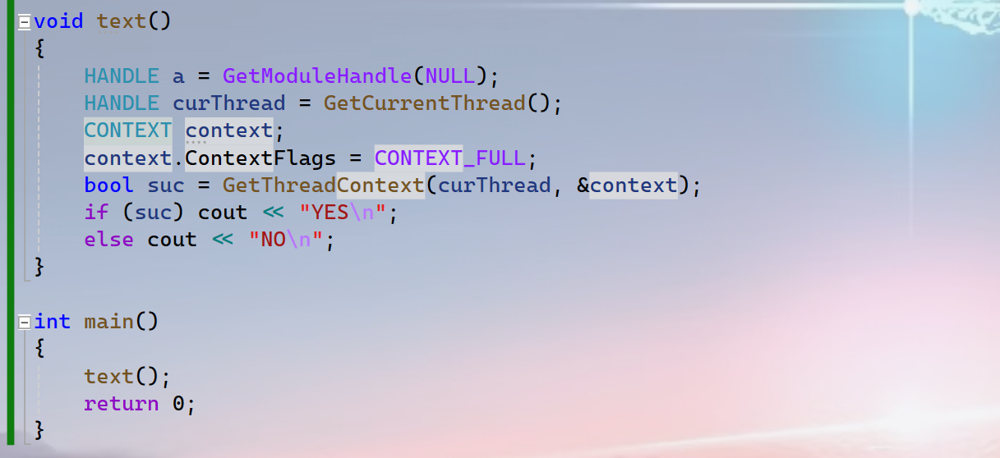 void text()
{
    HANDLE a = GetModuleHandle(NULL);
    HANDLE curThread = GetCurrentThread();
    CONTEXT context;
    context.ContextFlags = CONTEXT_FULL;
    bool suc = GetThreadContext(curThread, &context);
    if (suc) cout << "YES\n";
    else cout << "NO\n";
}
int main()
{
    text();
    return 0;
}